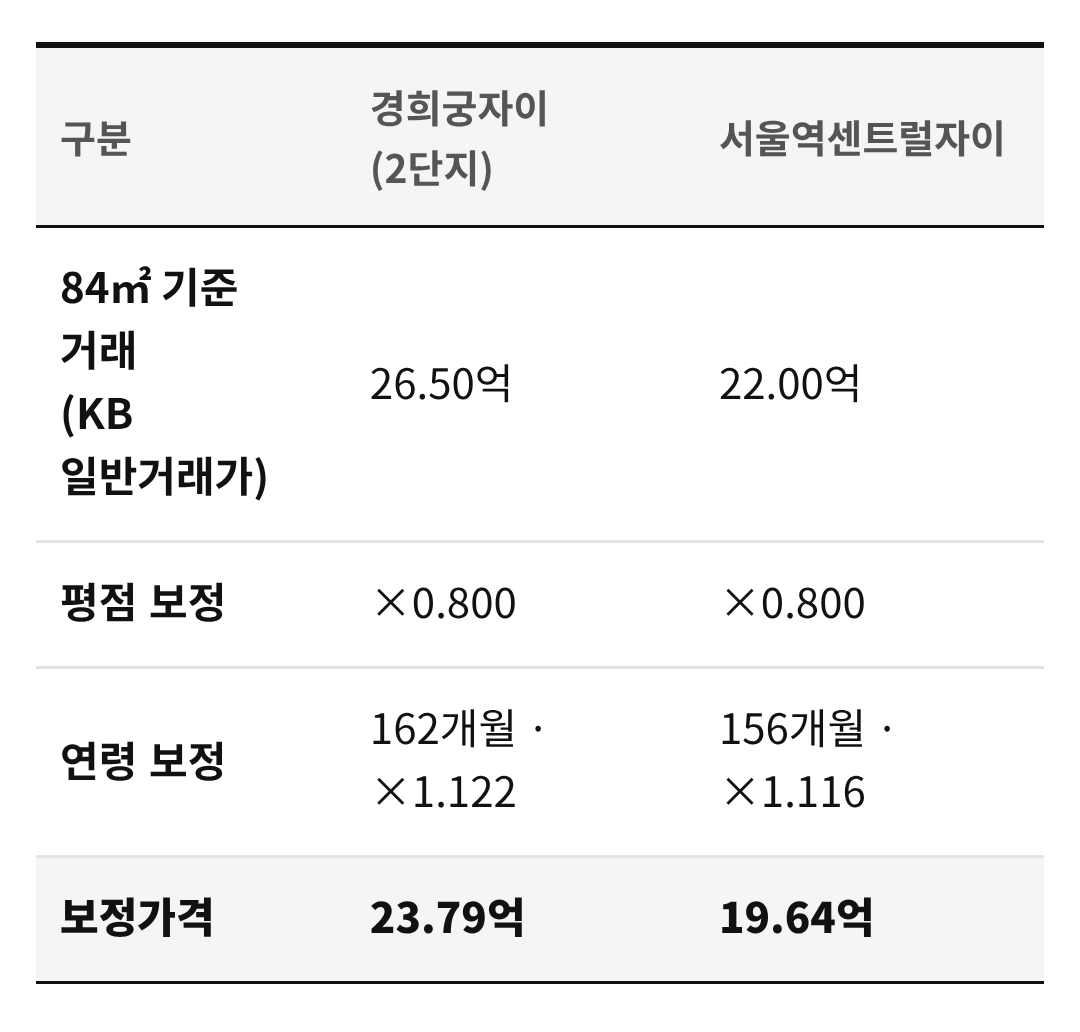 구분
경희궁자이
(2단지)
서울역센트럴자이
84㎡ 기준
거래
(KB
일반거래가)
26.50억
22.00억
평점 보정
×0.800
×0.800
연령 보정
162개월 ·
×1.122
156개월 ·
×1.116
보정가격
23.79억
19.64억